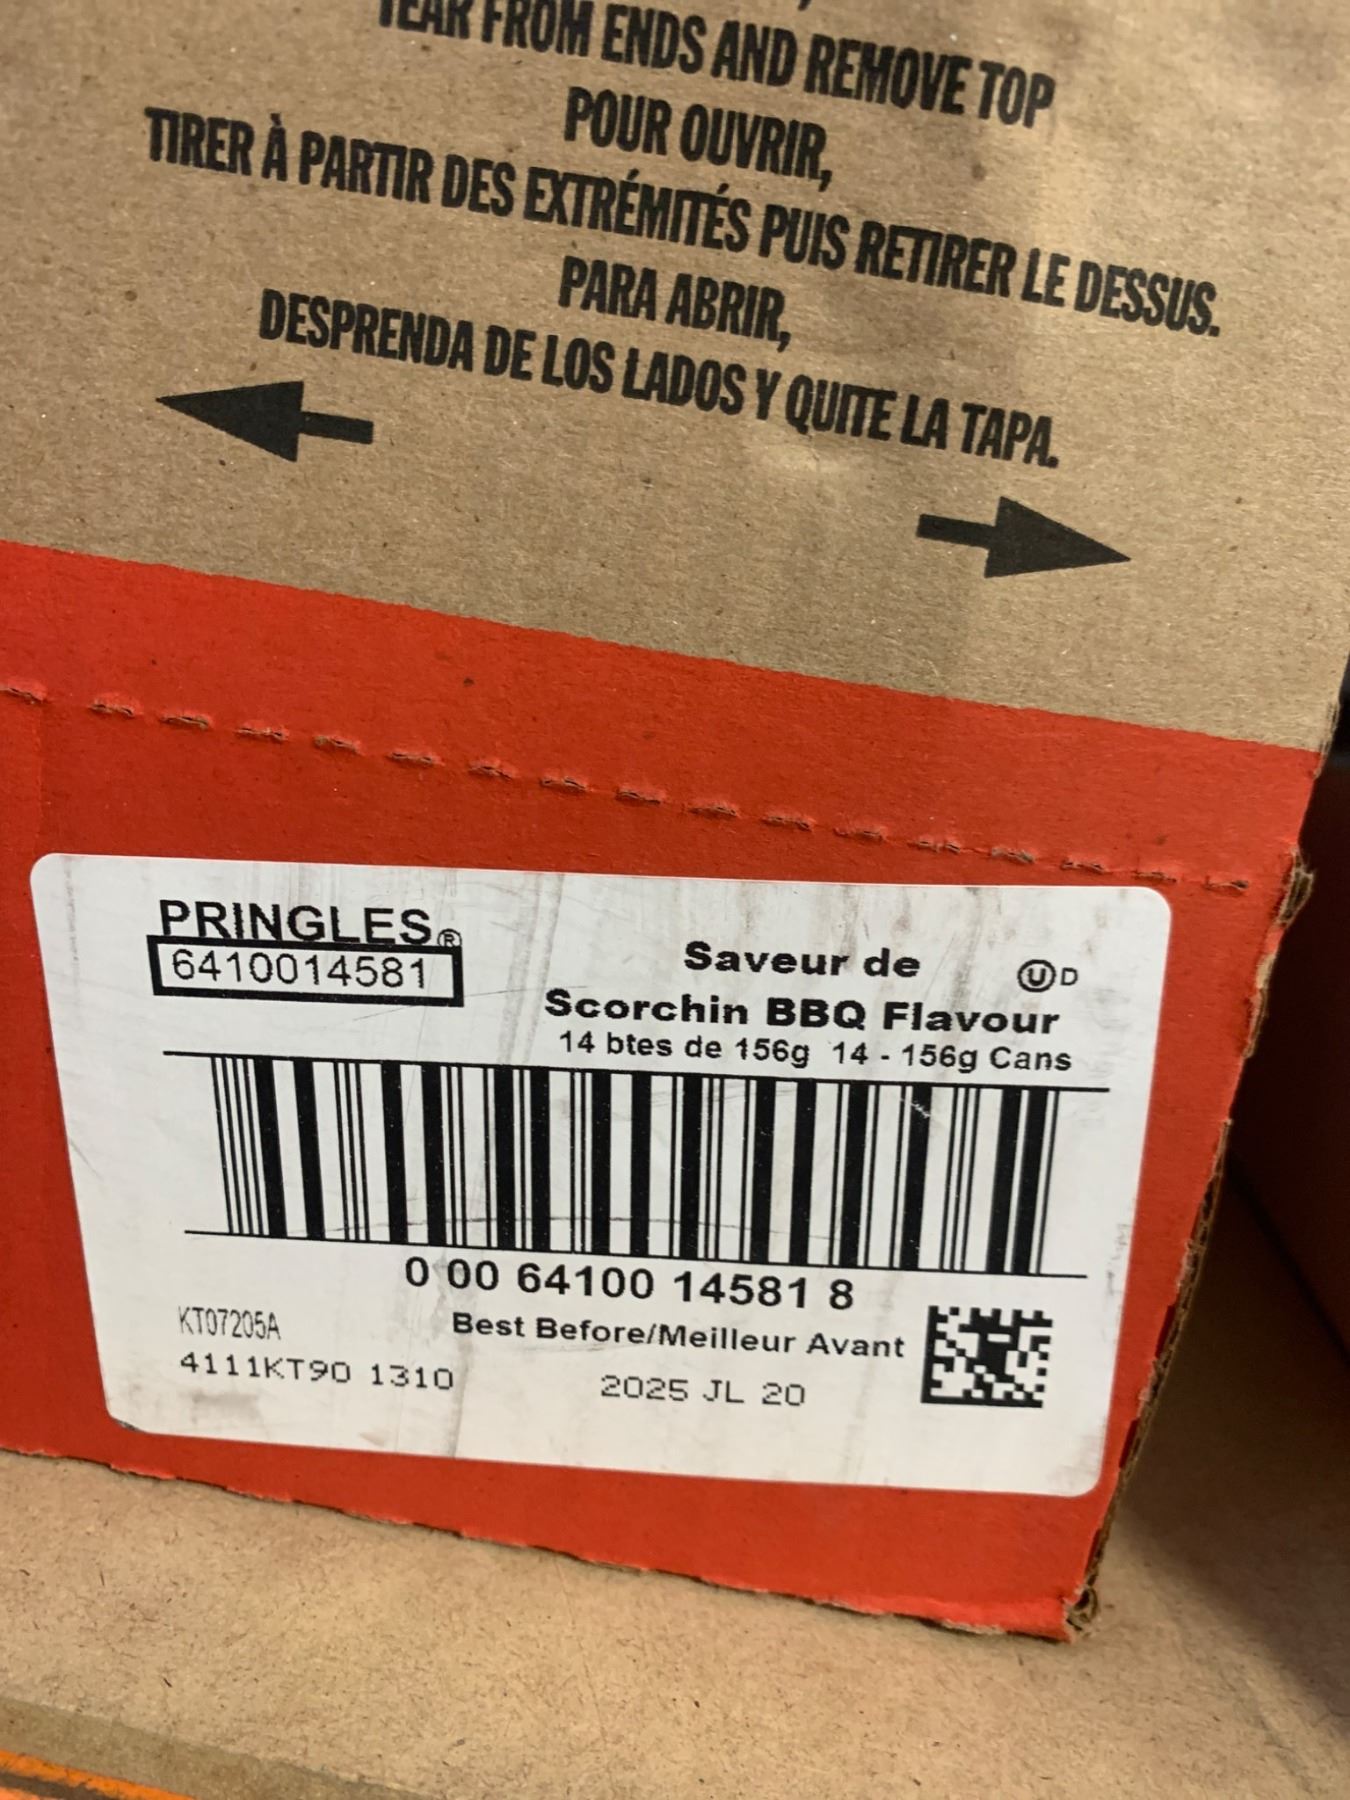 TEAR FROM ENDS AND REMOVE TOP
POUR OUVRIR,
TIRER À PARTIR DES EXTRÉMITÉS PUIS RETIRER LE DESSUS.
PARA ABRIR,
DESPRENDA DE LOS LADOS Y QUITE LA TAPA.
PRINGLES®
6410014581
Saveur de
Ⓤ D
Scorchin BBQ Flavour
14 btes de 156g 14 - 156g Cans
0 00 64100 14581 8
KT07205A
Best Before/Meilleur Avant
4111KT90 1310
2025 JL 20